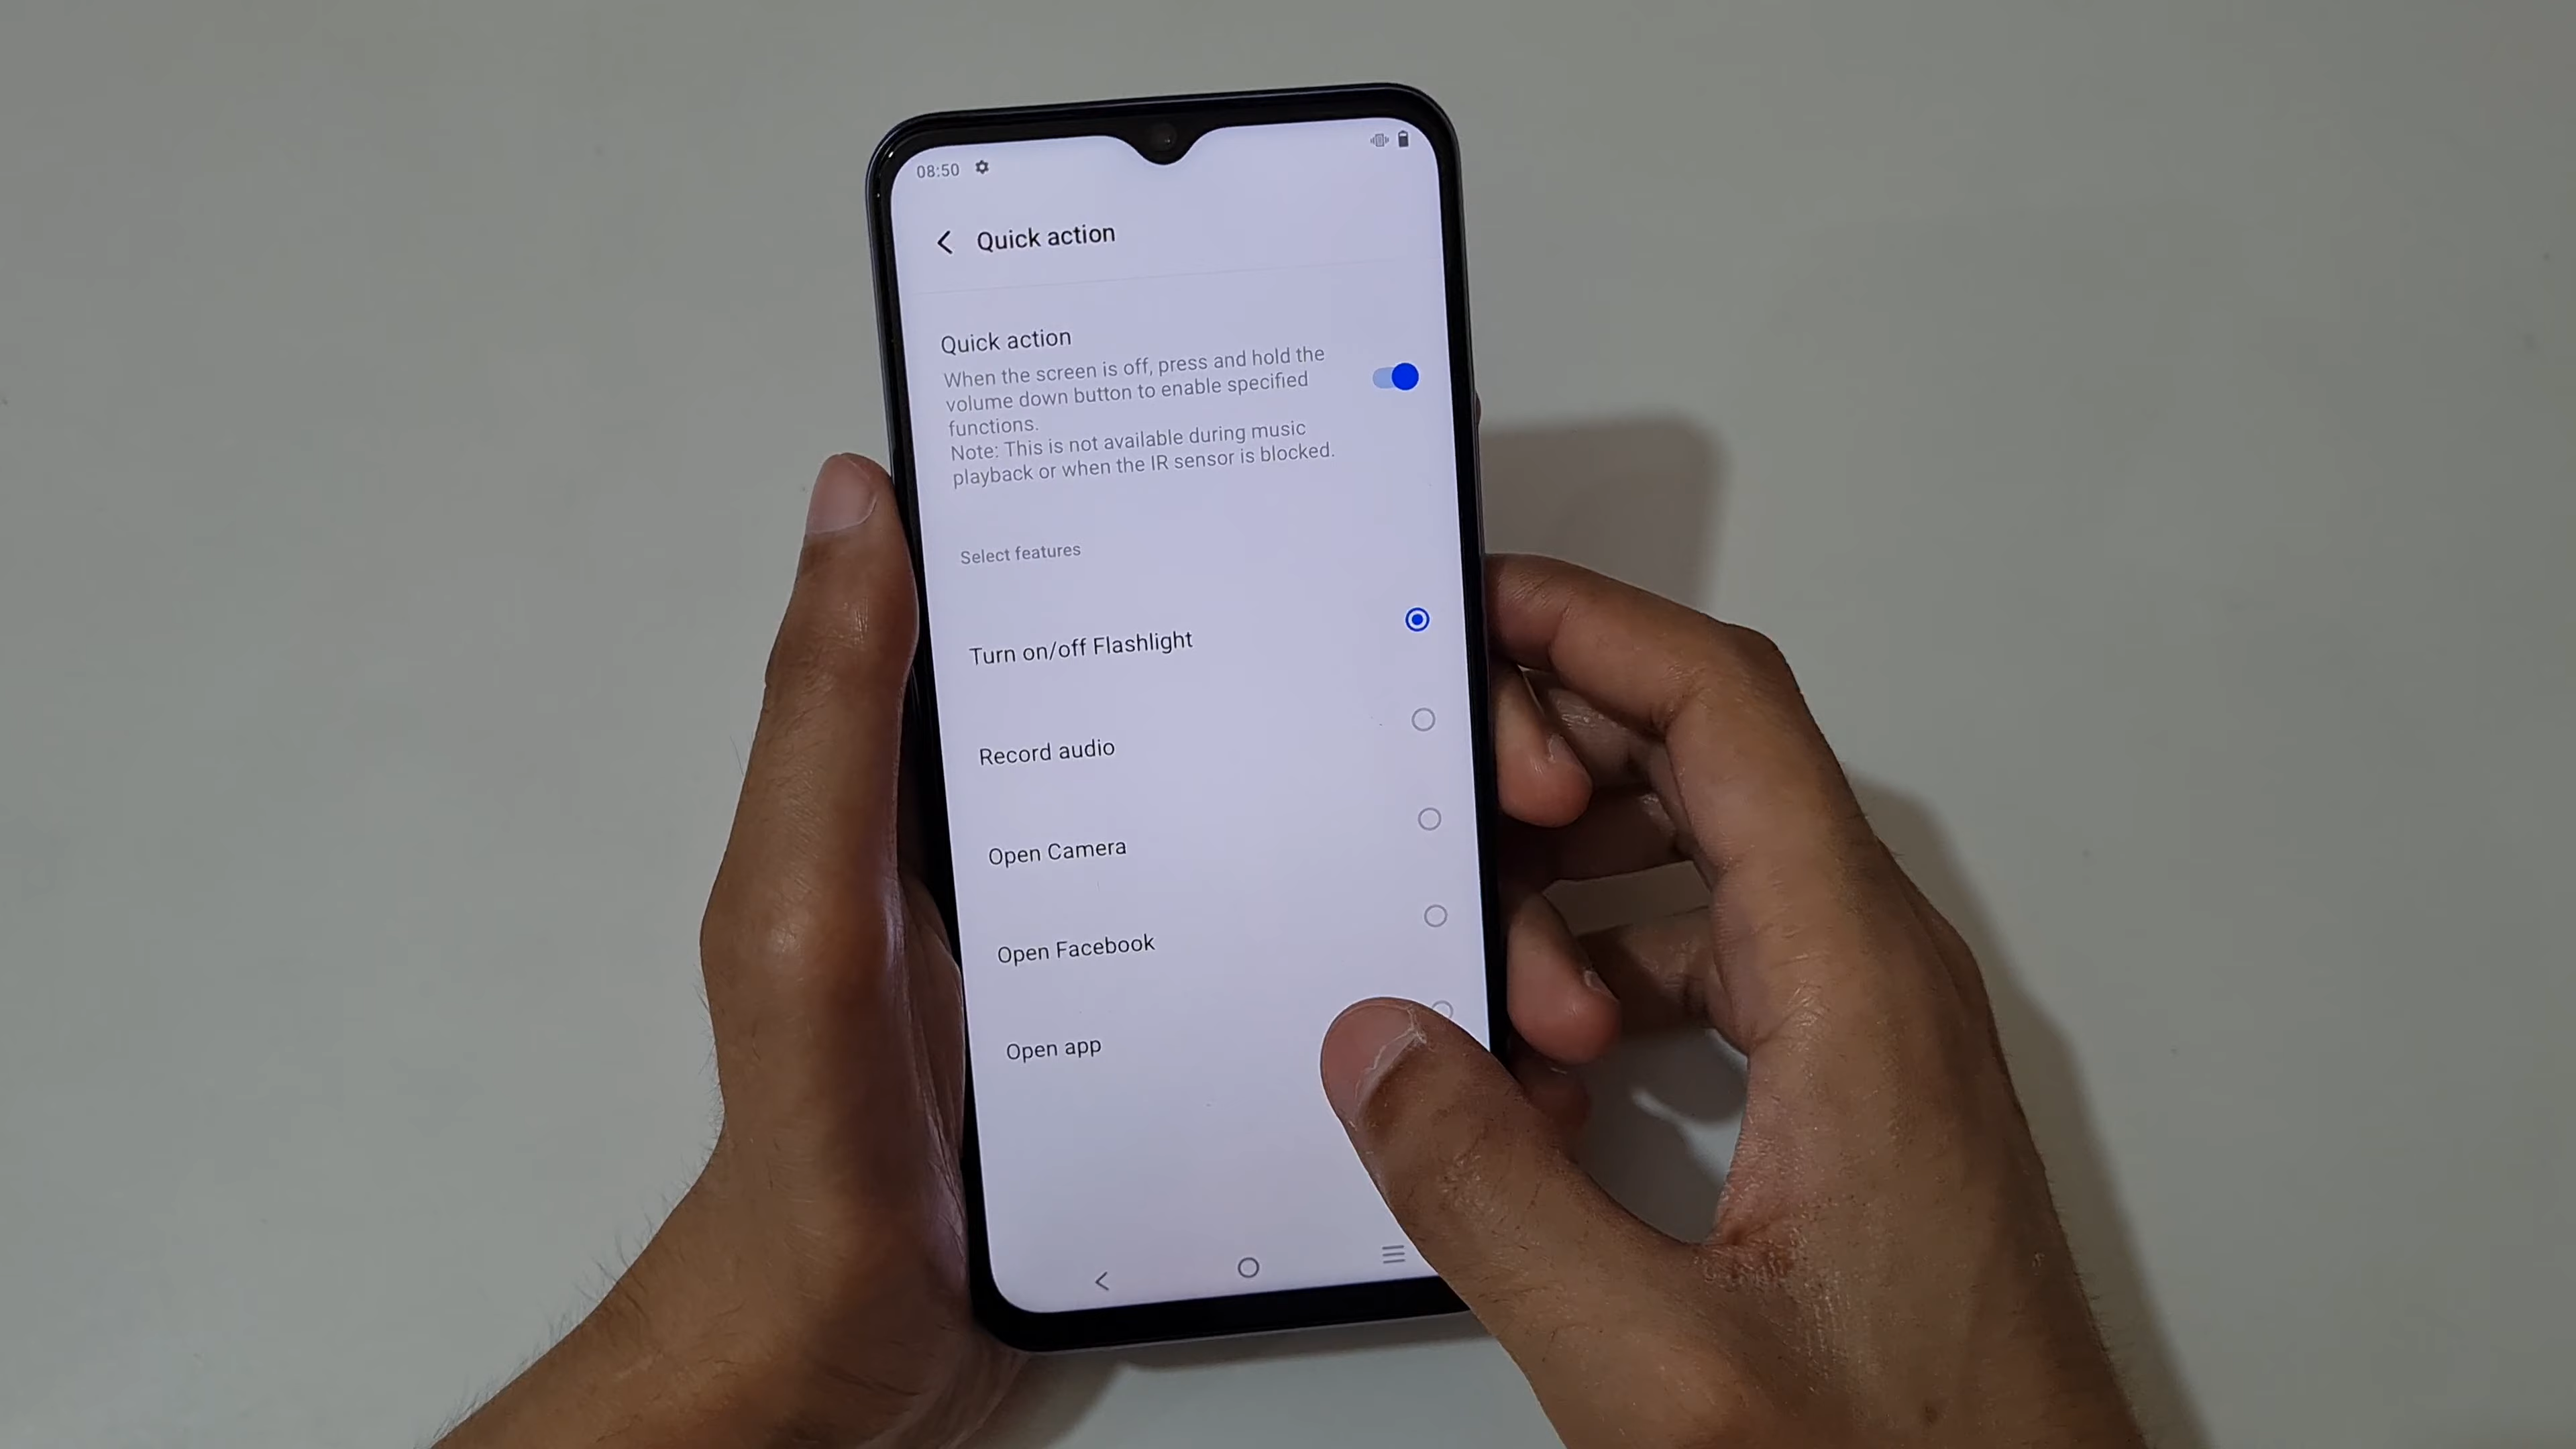 08:50
Quick action
Quick action
When the screen is off, press and hold the
volume down button to enable specified
functions.
Note: This is not available during music
playback or when the IR sensor is blocked.
Select features
Turn on/off Flashlight
Record audio
Open Camera
Open Facebook
Open app